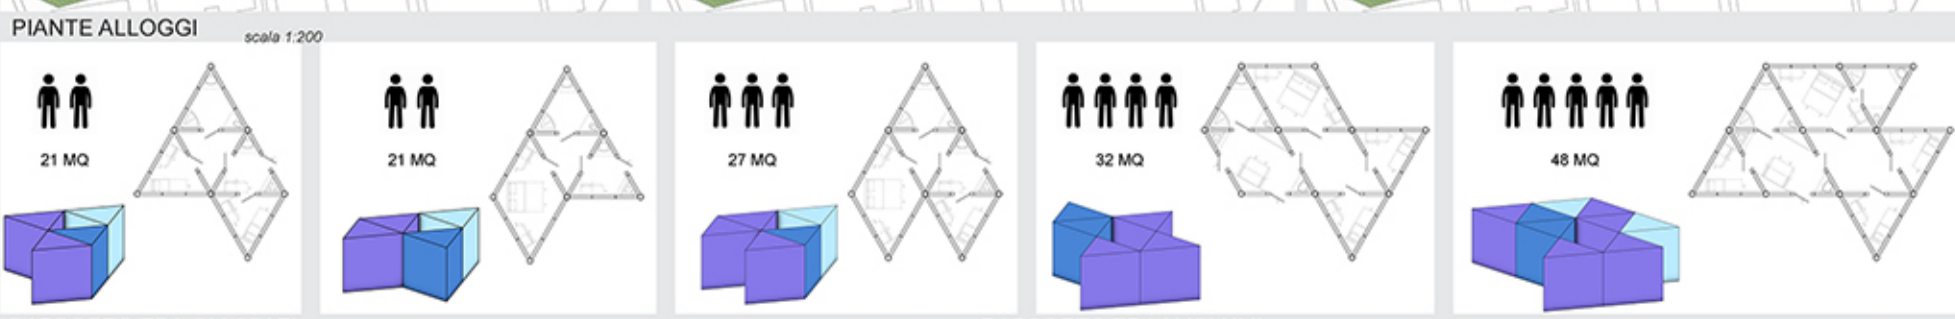 PIANTE ALLOGGI
scala 1:200
21 MQ
21 MQ
27 MQ
32 MQ
48 MQ